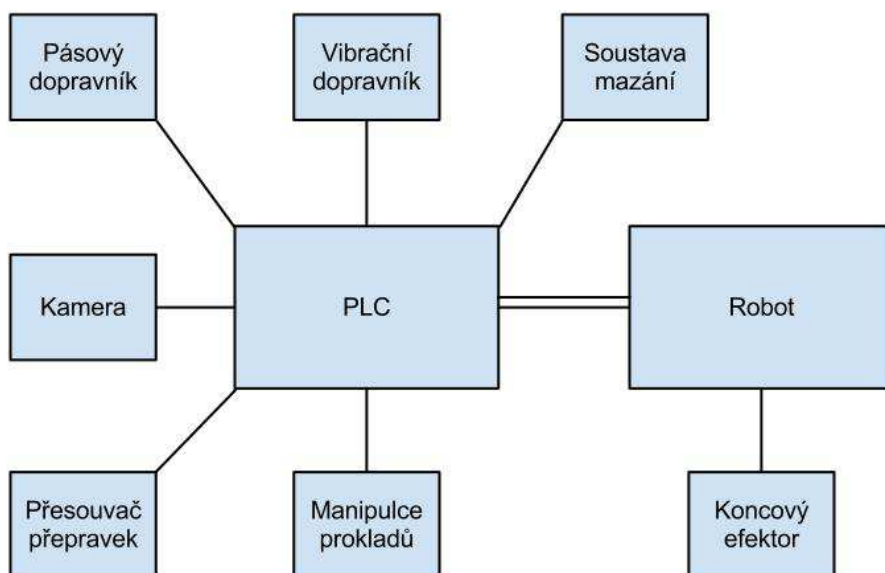 Pásový
dopravník
Vibrační
dopravník
Soustava
mazání
Kamera
PLC
Robot
Přesouvač
přepravek
Manipulce
prokladů
Koncový
efektor